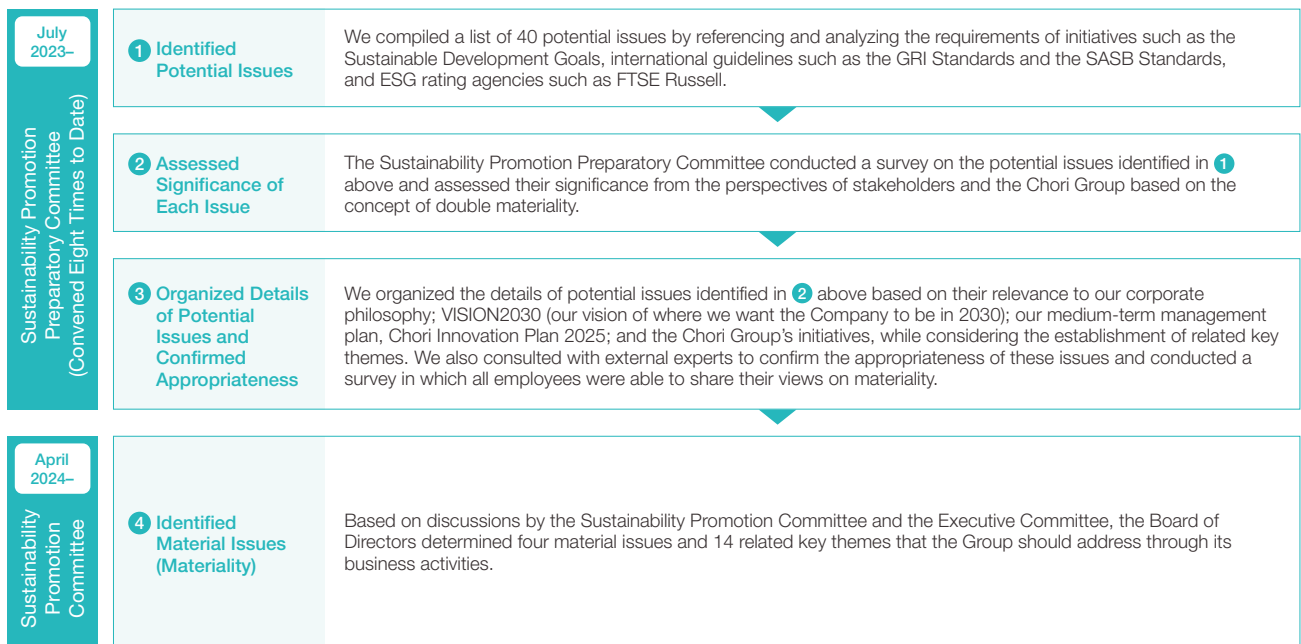 July
2023–
Sustainability Promotion
Preparatory Committee
(Convened Eight Times to Date)
1 Identified
Potential Issues
We compiled a list of 40 potential issues by referencing and analyzing the requirements of initiatives such as the
Sustainable Development Goals, international guidelines such as the GRI Standards and the SASB Standards,
and ESG rating agencies such as FTSE Russell.
2 Assessed
Significance of
Each Issue
The Sustainability Promotion Preparatory Committee conducted a survey on the potential issues identified in 1
above and assessed their significance from the perspectives of stakeholders and the Chori Group based on the
concept of double materiality.
3 Organized Details
of Potential
Issues and
Confirmed
Appropriateness
We organized the details of potential issues identified in 2 above based on their relevance to our corporate
philosophy; VISION2030 (our vision of where we want the Company to be in 2030); our medium-term management
plan, Chori Innovation Plan 2025; and the Chori Group's initiatives, while considering the establishment of related key
themes. We also consulted with external experts to confirm the appropriateness of these issues and conducted a
survey in which all employees were able to share their views on materiality.
April
2024–
Sustainability
Promotion
Committee
4 Identified
Material Issues
(Materiality)
Based on discussions by the Sustainability Promotion Committee and the Executive Committee, the Board of
Directors determined four material issues and 14 related key themes that the Group should address through its
business activities.